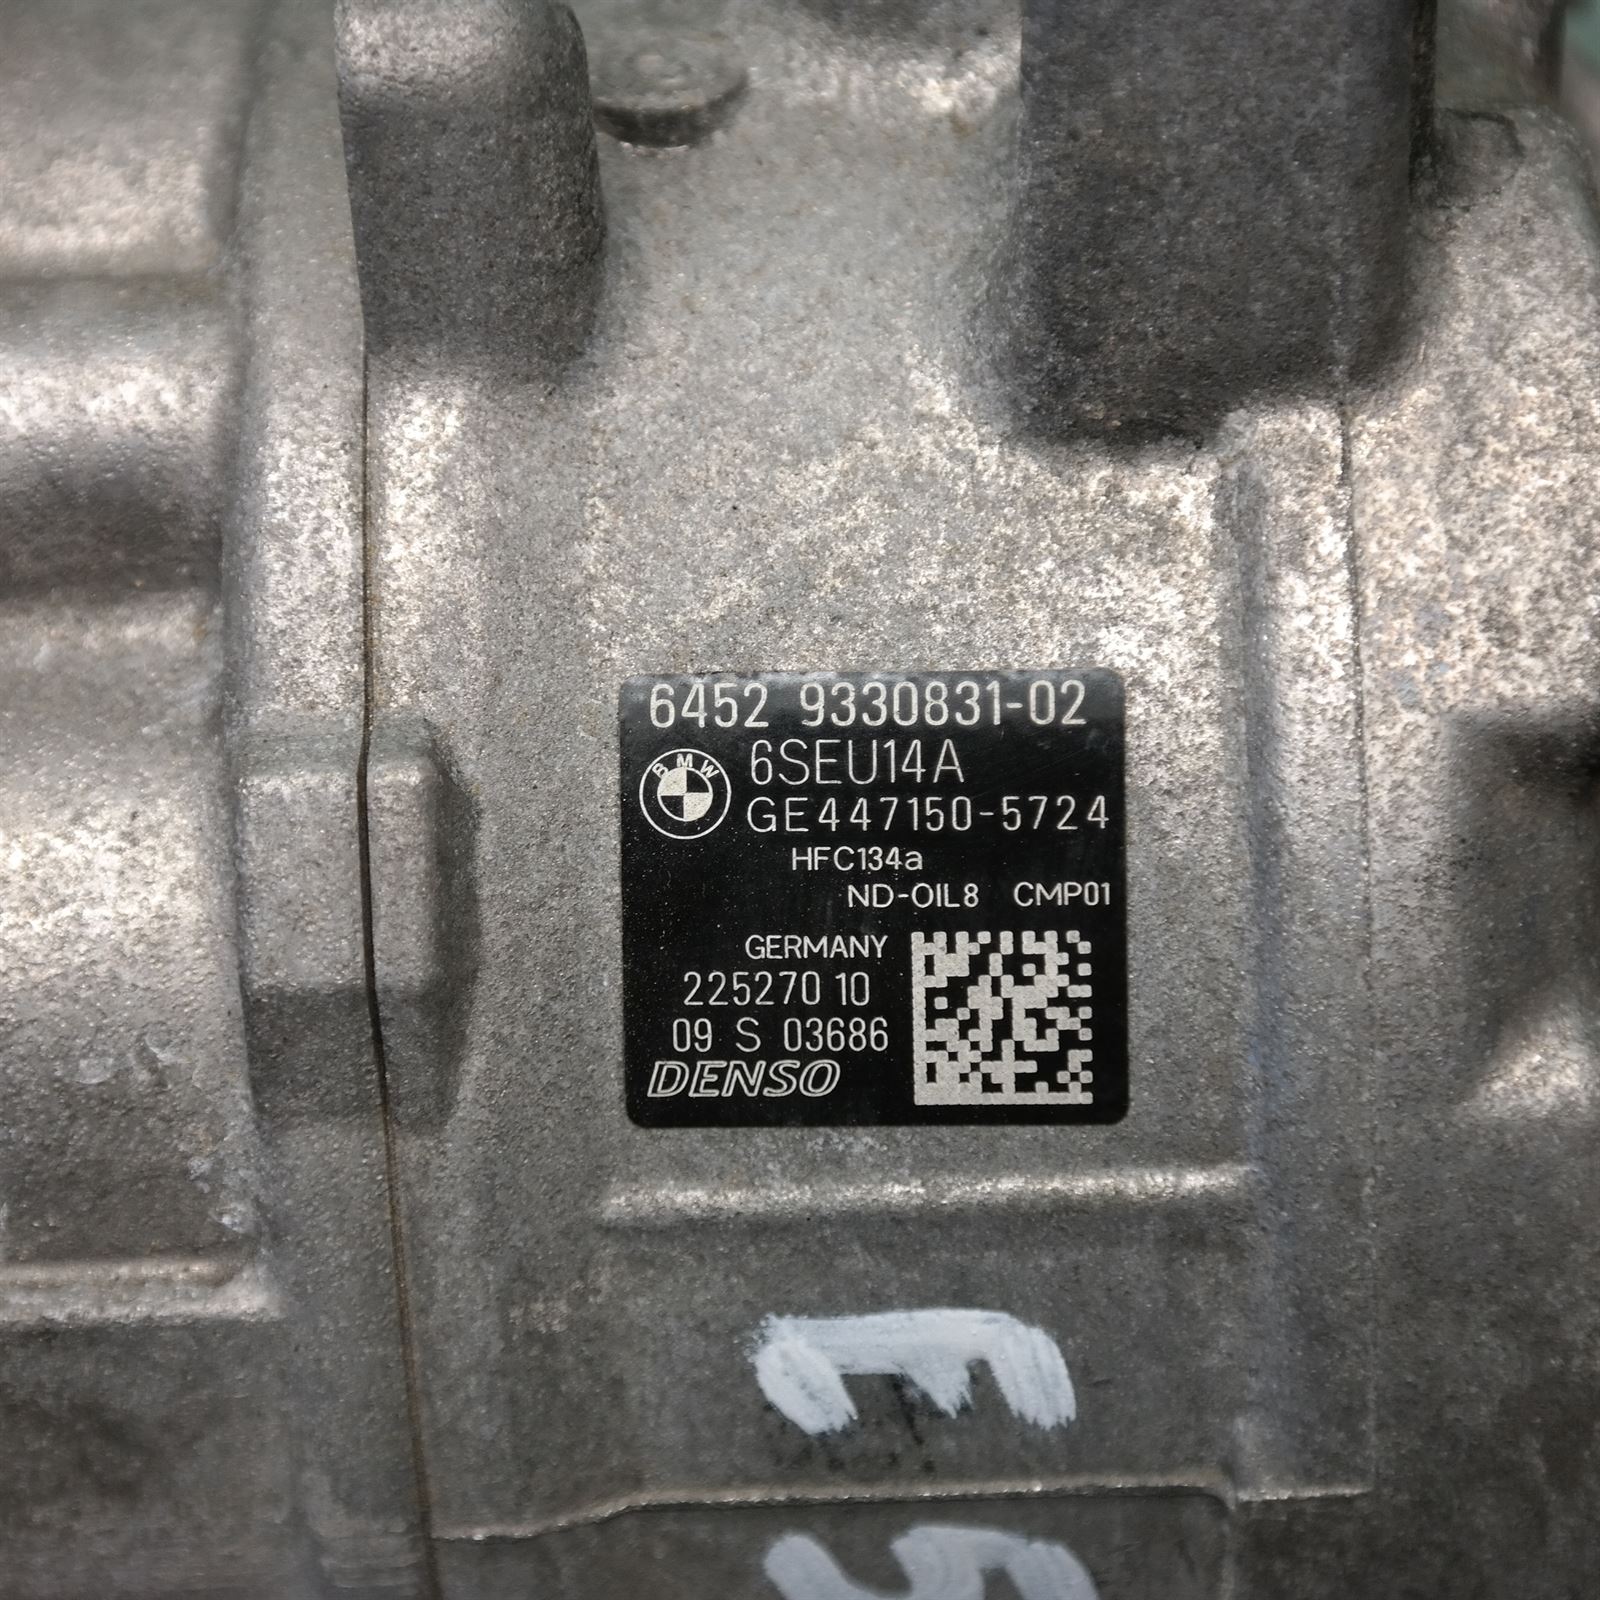 6452 9330831-02
BMW
6SEU14A
GE447150-5724
HFC134a
ND-OIL8 CMP01
GERMANY
225270 10
09 S 03686
DENSO
E